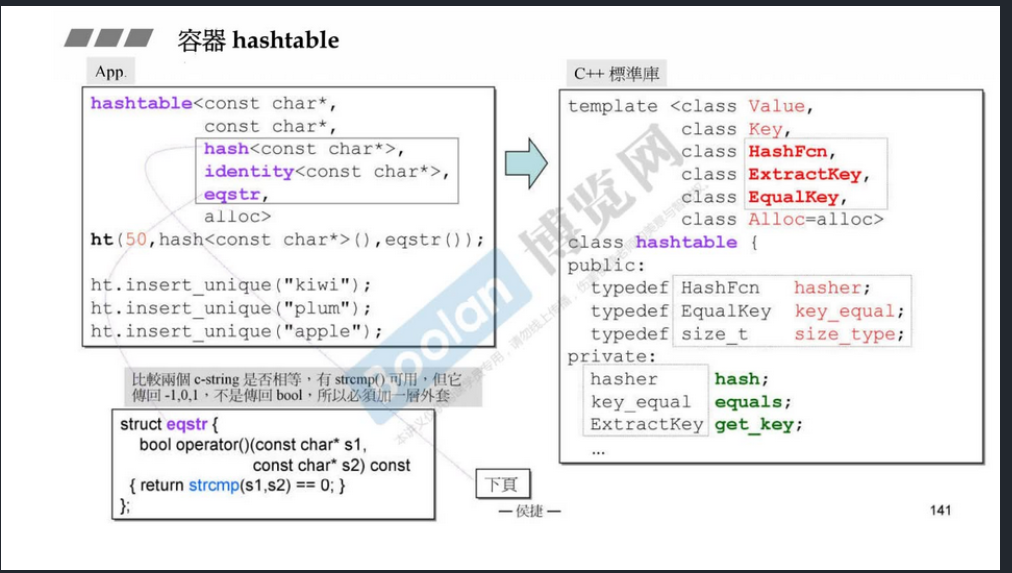 容器 hashtable
App.
hashtable<const char*,
const char*,
hash<const char*>,
identity<const char*>,
eqstr,
alloc>
ht(50,hash<const char*>(),eqstr());
ht.insert_unique("kiwi");
ht.insert_unique("plum");
ht.insert_unique("apple");
比較兩個 c-string 是否相等，有 strcmp() 可用，但它
傳回 -1,0,1，不是傳回 bool，所以必須加一層外套
struct eqstr {
bool operator()(const char* s1,
const char* s2) const
{ return strcmp(s1,s2) == 0; }
};
C++ 標準庫
template <class Value,
class Key,
class HashFcn,
class ExtractKey,
class EqualKey,
class Alloc=alloc>
class hashtable {
public:
typedef HashFcn hasher;
typedef EqualKey key_equal;
typedef size_t size_type;
private:
hasher hash;
key_equal equals;
ExtractKey get_key;
...
下頁
— 侯捷 —
141
Boolan
博览网